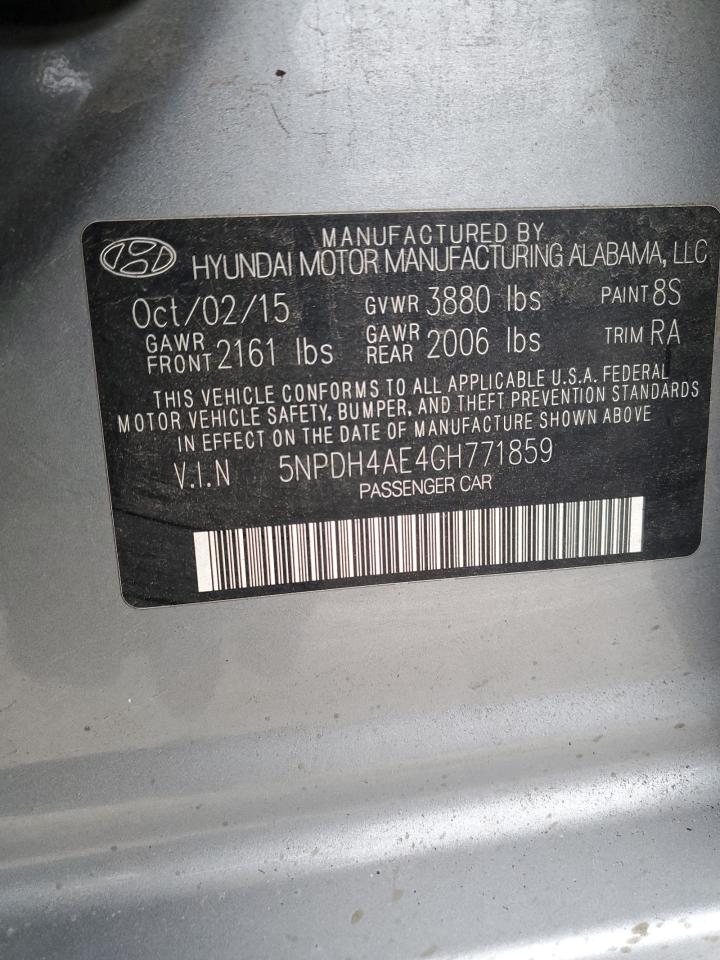 MANUFACTURED BY
HYUNDAI MOTOR MANUFACTURING ALABAMA, LLC
Oct/02/15 GVWR 3880 lbs PAINT 8S
GAWR FRONT 2161 lbs GAWR REAR 2006 lbs TRIM RA
THIS VEHICLE CONFORMS TO ALL APPLICABLE U.S.A. FEDERAL
MOTOR VEHICLE SAFETY, BUMPER, AND THEFT PREVENTION STANDARDS
IN EFFECT ON THE DATE OF MANUFACTURE SHOWN ABOVE
V.I.N 5NPDH4AE4GH771859
PASSENGER CAR